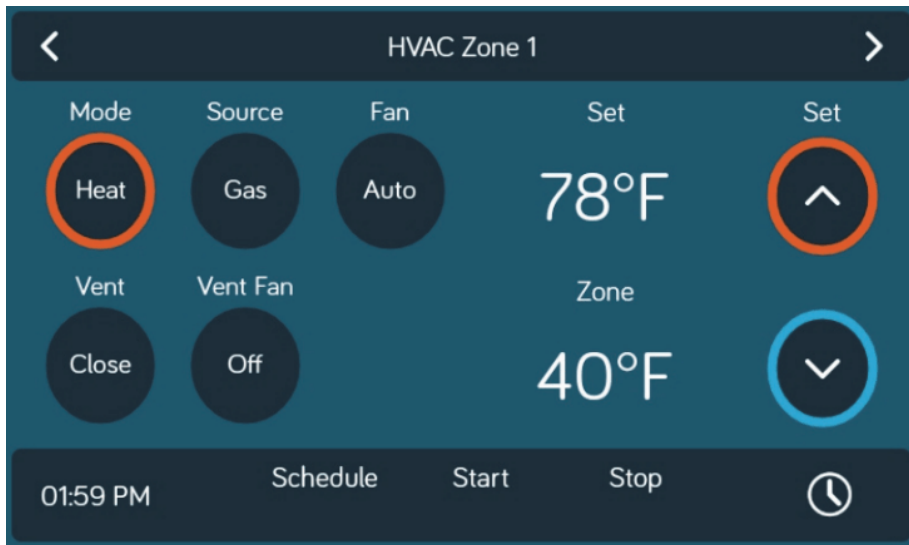 HVAC Zone 1
Mode Source Fan Set Set
Heat Gas Auto 78°F
Vent Vent Fan Zone
Close Off 40°F
01:59 PM Schedule Start Stop